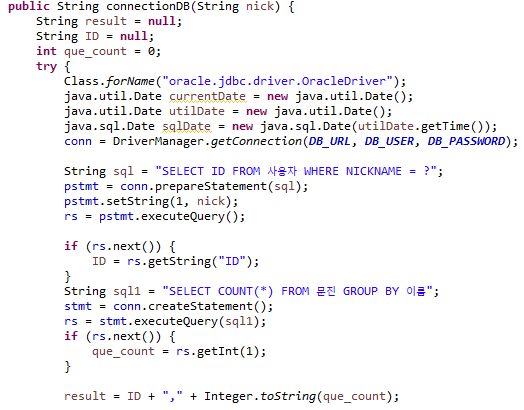 public String connectionDB(String nick) {
String result = null;
String ID = null;
int que_count = 0;
try {
Class.forName("oracle.jdbc.driver.OracleDriver");
java.util.Date currentDate = new java.util.Date();
java.util.Date utilDate = new java.util.Date();
java.sql.Date sqlDate = new java.sql.Date(utilDate.getTime());
conn = DriverManager.getConnection(DB_URL, DB_USER, DB_PASSWORD);
String sql = "SELECT ID FROM 사용자 WHERE NICKNAME = ?";
pstmt = conn.prepareStatement(sql);
pstmt.setString(1, nick);
rs = pstmt.executeQuery();
if (rs.next()) {
ID = rs.getString("ID");
}
String sql1 = "SELECT COUNT(*) FROM 문진 GROUP BY 이름";
stmt = conn.createStatement();
rs = stmt.executeQuery(sql1);
if (rs.next()) {
que_count = rs.getInt(1);
}
result = ID + "," + Integer.toString(que_count);